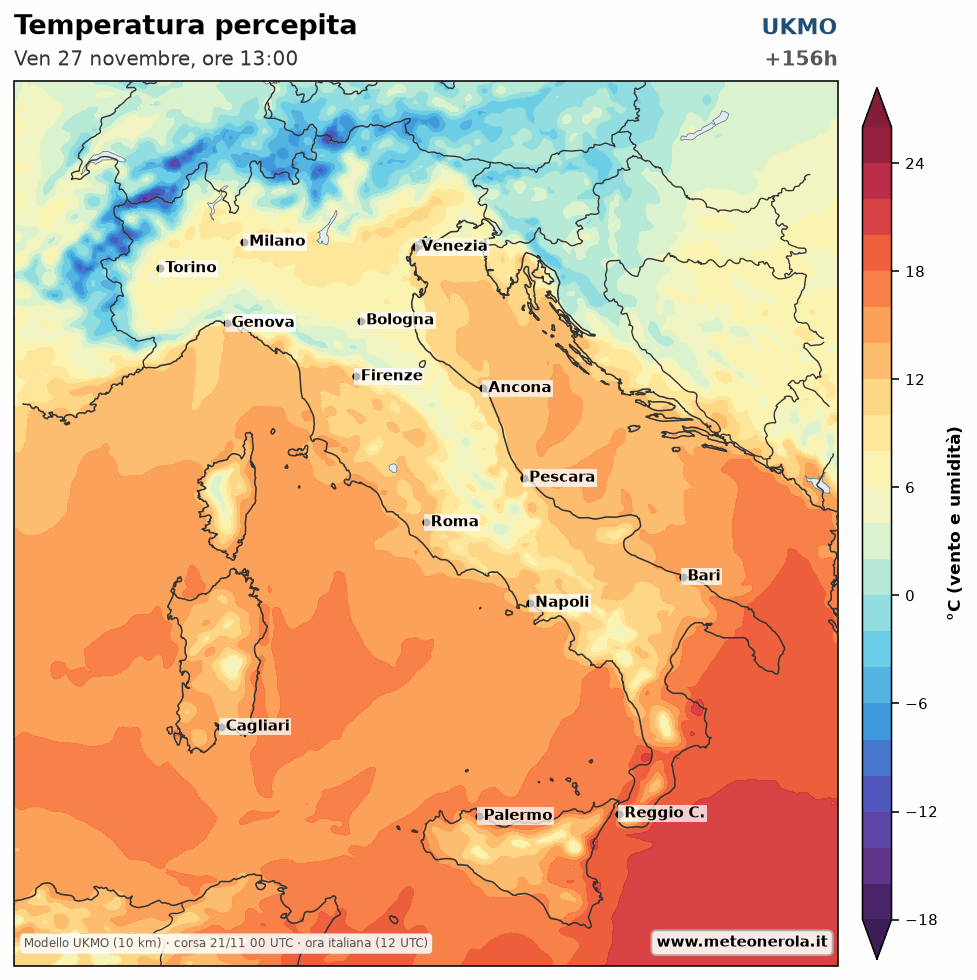 Temperatura percepita
UKMO
Ven 27 novembre, ore 13:00
+156h
Milano
Venezia
Torino
Genova
Bologna
Firenze
Ancona
Pescara
Roma
Bari
Napoli
Cagliari
Palermo
Reggio C.
24
18
12
6
0
−6
−12
−18
°C (vento e umidità)
Modello UKMO (10 km) · corsa 21/11 00 UTC · ora italiana (12 UTC)
www.meteonerola.it